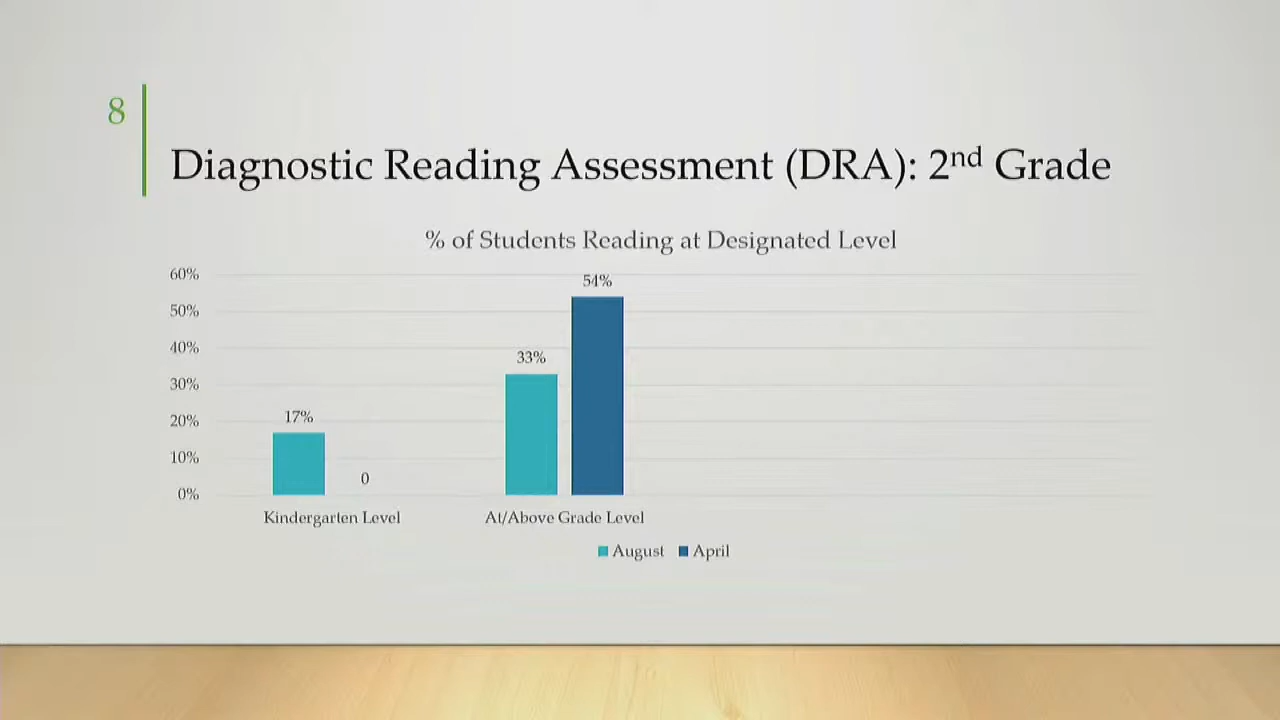 8
Diagnostic Reading Assessment (DRA): 2nd Grade
% of Students Reading at Designated Level
60%
50%
40%
30%
20%
10%
0%
17%
0
33%
54%
Kindergarten Level
At/Above Grade Level
August April